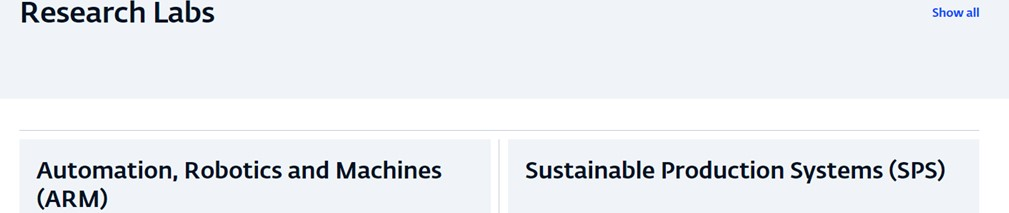 Research Labs
Show all
Automation, Robotics and Machines
(ARM)
Sustainable Production Systems (SPS)